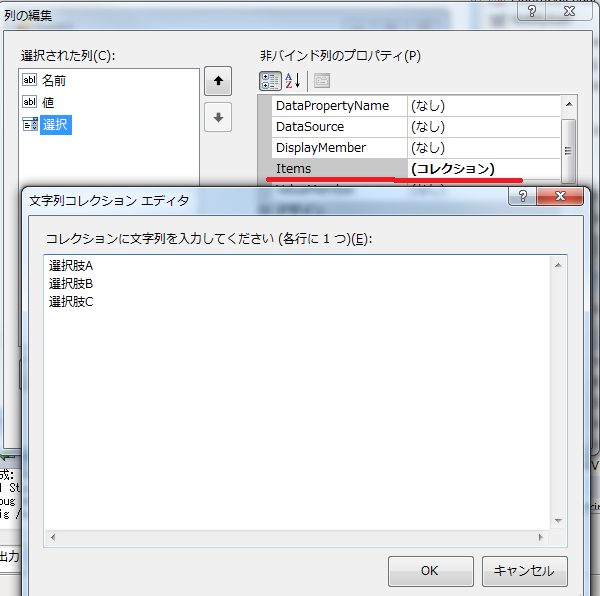 列の編集
選択された列(C):
非バインド列のプロパティ(P)
abl 名前
abl 値
選択
DataPropertyName (なし)
DataSource (なし)
DisplayMember (なし)
Items (コレクション)
文字列コレクション エディタ
コレクションに文字列を入力してください (各行に 1 つ)(E):
選択肢A
選択肢B
選択肢C
成:
出力
OK
キャンセル